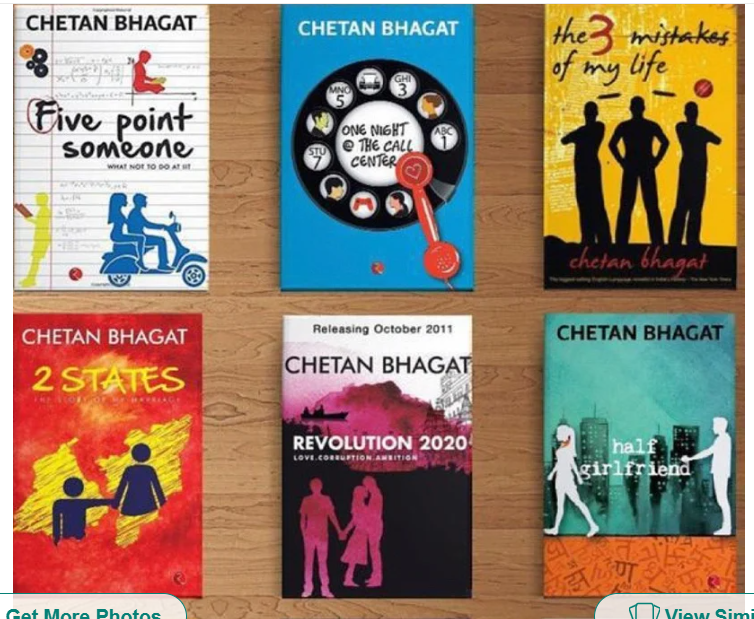 CHETAN BHAGAT
Five point
someone
WHAT NOT TO DO AT IIT
CHETAN BHAGAT
GHI
3
MNO
5
ABC
1
STU
7
ONE NIGHT
@ THE CALL
CENTER
the 3 mistakes
of my life
chetan bhagat
CHETAN BHAGAT
2 STATES
THE STORY OF MY MARRIAGE
Releasing October 2011
CHETAN BHAGAT
REVOLUTION 2020
LOVE.CORRUPTION.AMBITION
CHETAN BHAGAT
half
girlfriend
Get More Photos
View Simi